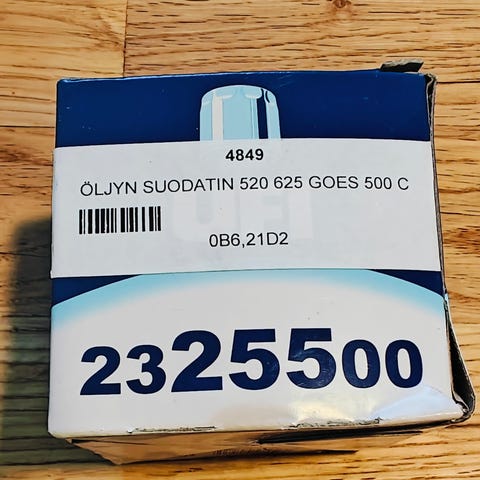 4849
ÖLJYN SUODATIN 520 625 GOES 500 C
0B6,21D2
2325500